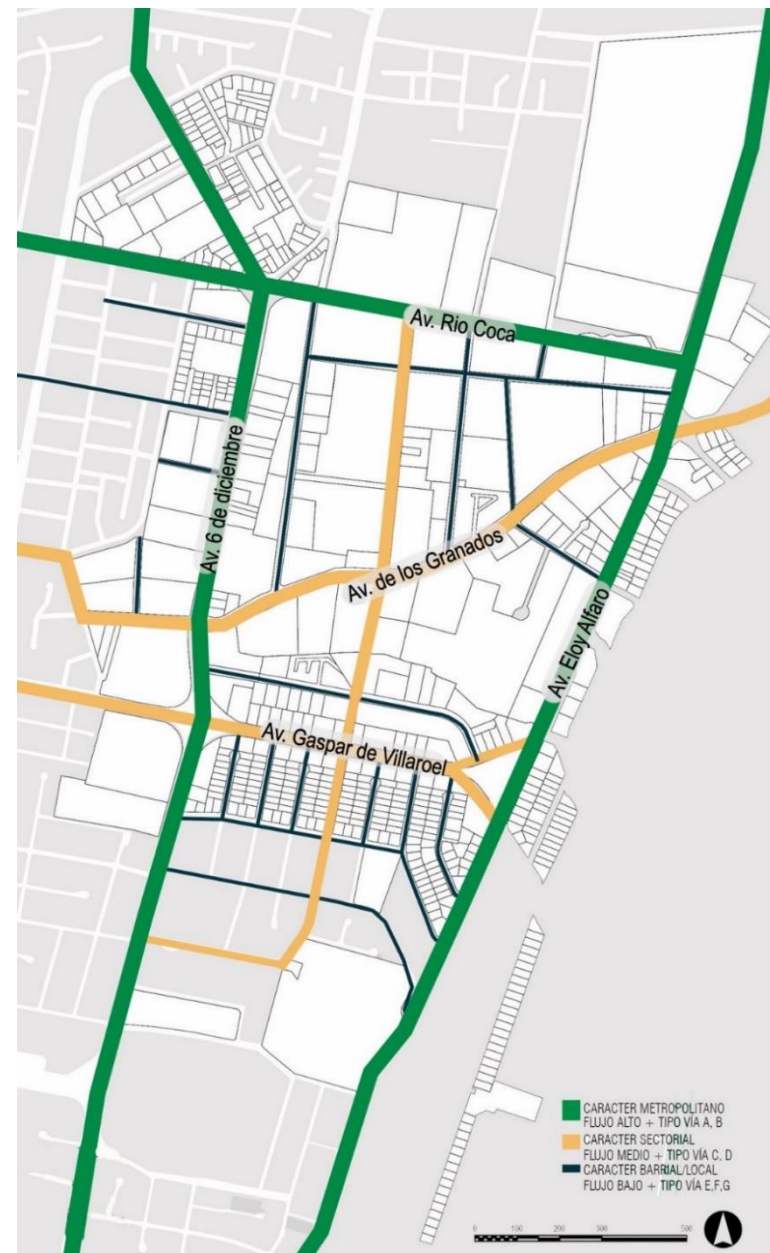 Av. Rio Coca
Av. 6 de diciembre
Av. de los Granados
Av. Eloy Alfaro
Av. Gaspar de Villaroel
CARACTER METROPOLITANO
FLUJO ALTO + TIPO VÍA A, B
CARACTER SECTORIAL
FLUJO MEDIO + TIPO VÍA C, D
CARACTER BARRIAL/LOCAL
FLUJO BAJO + TIPO VÍA E,F,G
0 100 200 300 500